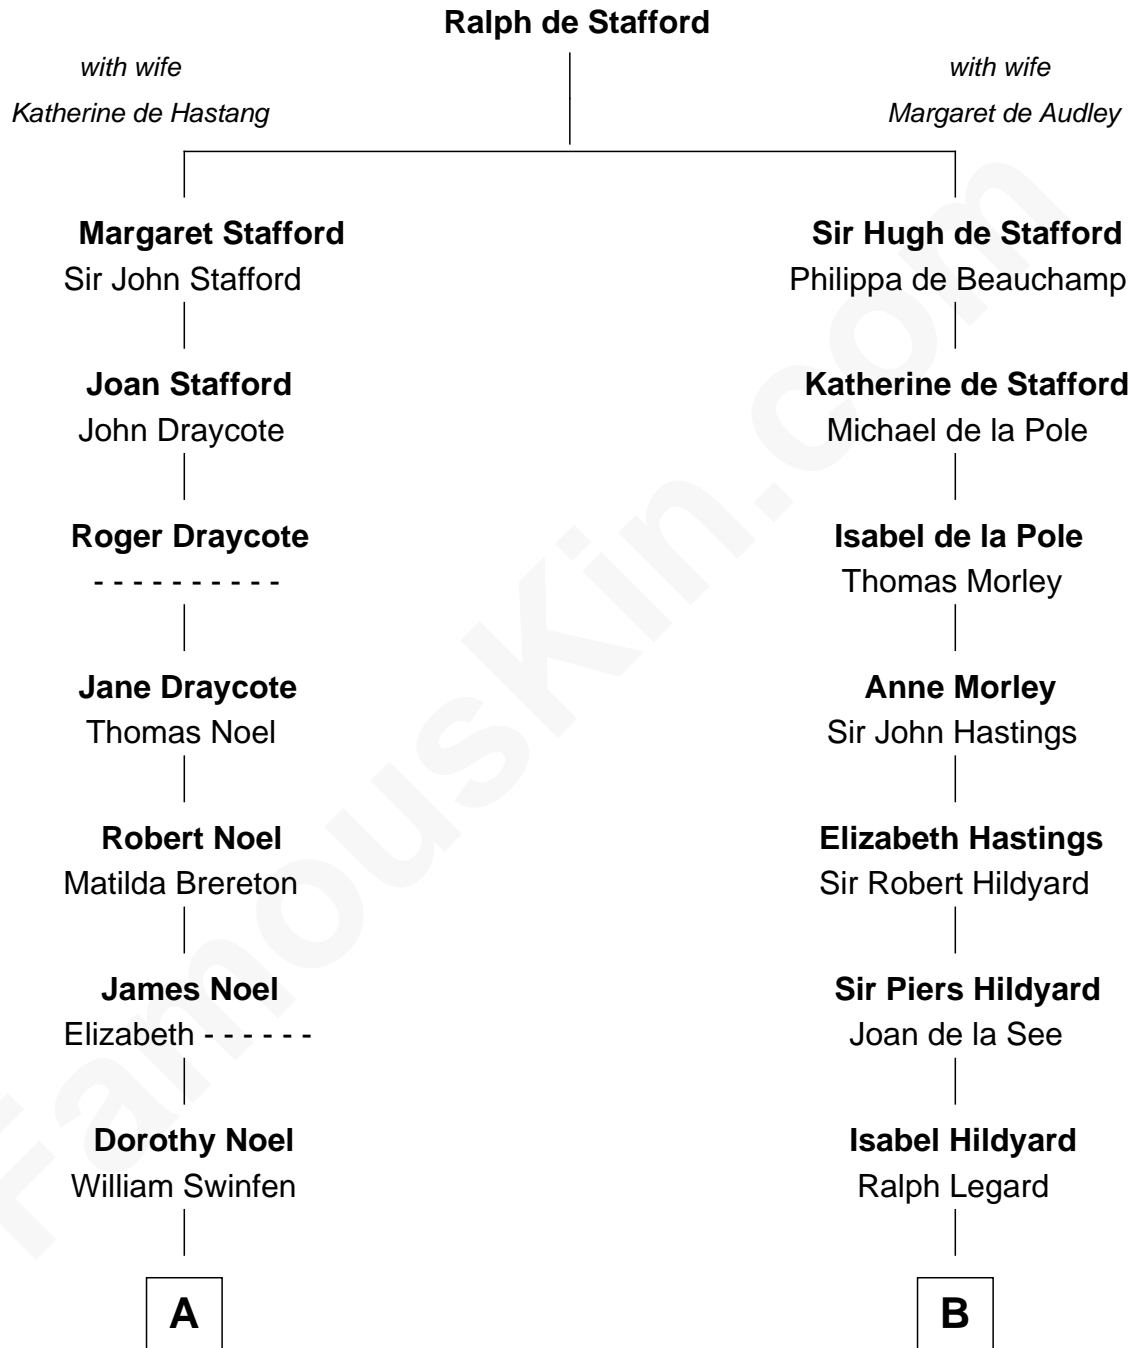 Ralph de Stafford
with wife
Katherine de Hastang
with wife
Margaret de Audley
Margaret Stafford
Sir John Stafford
Sir Hugh de Stafford
Philippa de Beauchamp
Joan Stafford
John Draycote
Katherine de Stafford
Michael de la Pole
Roger Draycote
- - - - - - - - - -
Isabel de la Pole
Thomas Morley
Jane Draycote
Thomas Noel
Anne Morley
Sir John Hastings
Robert Noel
Matilda Brereton
Elizabeth Hastings
Sir Robert Hildyard
James Noel
Elizabeth - - - - - -
Sir Piers Hildyard
Joan de la See
Dorothy Noel
William Swinfen
Isabel Hildyard
Ralph Legard
A
B
FamousKin.com